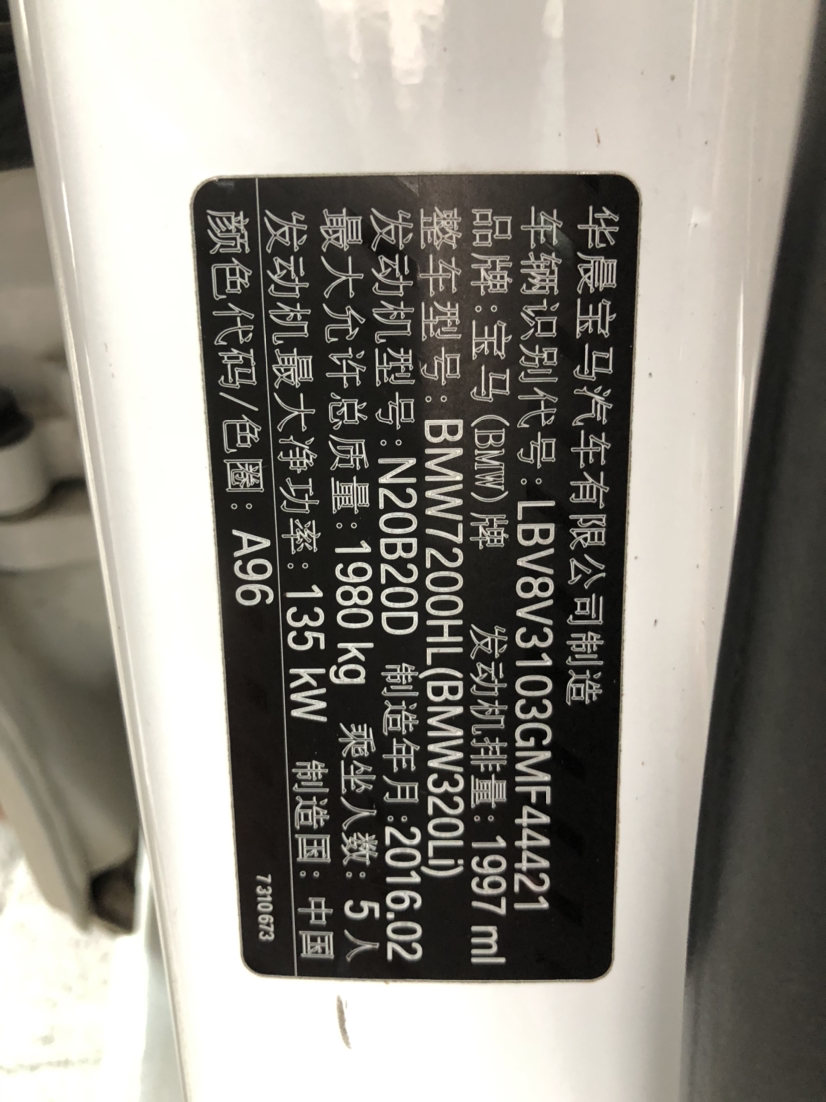 华晨宝马汽车有限公司制造
车辆识别代号：LBV8V3103GMF44421
品牌：宝马(BMW)牌 发动机排量：1997 ml
整车型号：BMW7200HL(BMW320Li)
发动机型号：N20B20D 制造年月：2016.02
最大允许总质量：1980 kg 乘坐人数：5 人
发动机最大净功率：135 kW 制造国：中国
颜色代码/色圈：A96
7310673